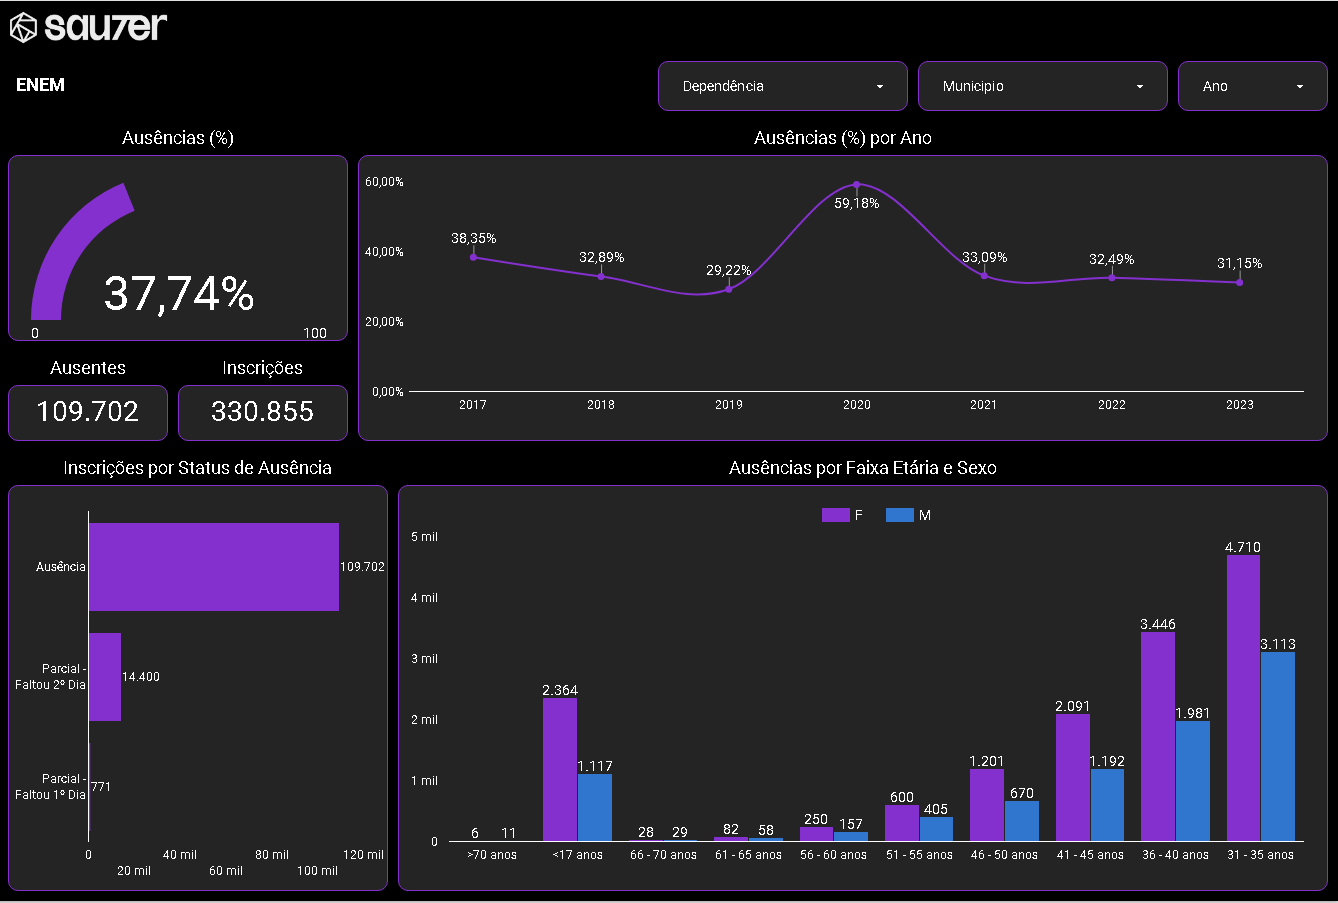 sauter
ENEM
Dependência
Municipio
Ano
Ausências (%)
37,74%
0
100
Ausentes
109.702
Inscrições
330.855
Ausências (%) por Ano
60,00%
40,00%
20,00%
0,00%
38,35%
32,89%
29,22%
59,18%
33,09%
32,49%
31,15%
2017
2018
2019
2020
2021
2022
2023
Inscrições por Status de Ausência
Ausência
109.702
Parcial -
Faltou 2º Dia
14.400
Parcial -
Faltou 1º Dia
771
0
20 mil
40 mil
60 mil
80 mil
100 mil
120 mil
Ausências por Faixa Etária e Sexo
F
M
5 mil
4 mil
3 mil
2 mil
1 mil
0
6
11
2.364
1.117
28
29
82
58
250
157
600
405
1.201
670
2.091
1.192
3.446
1.981
4.710
3.113
>70 anos
<17 anos
66 - 70 anos
61 - 65 anos
56 - 60 anos
51 - 55 anos
46 - 50 anos
41 - 45 anos
36 - 40 anos
31 - 35 anos